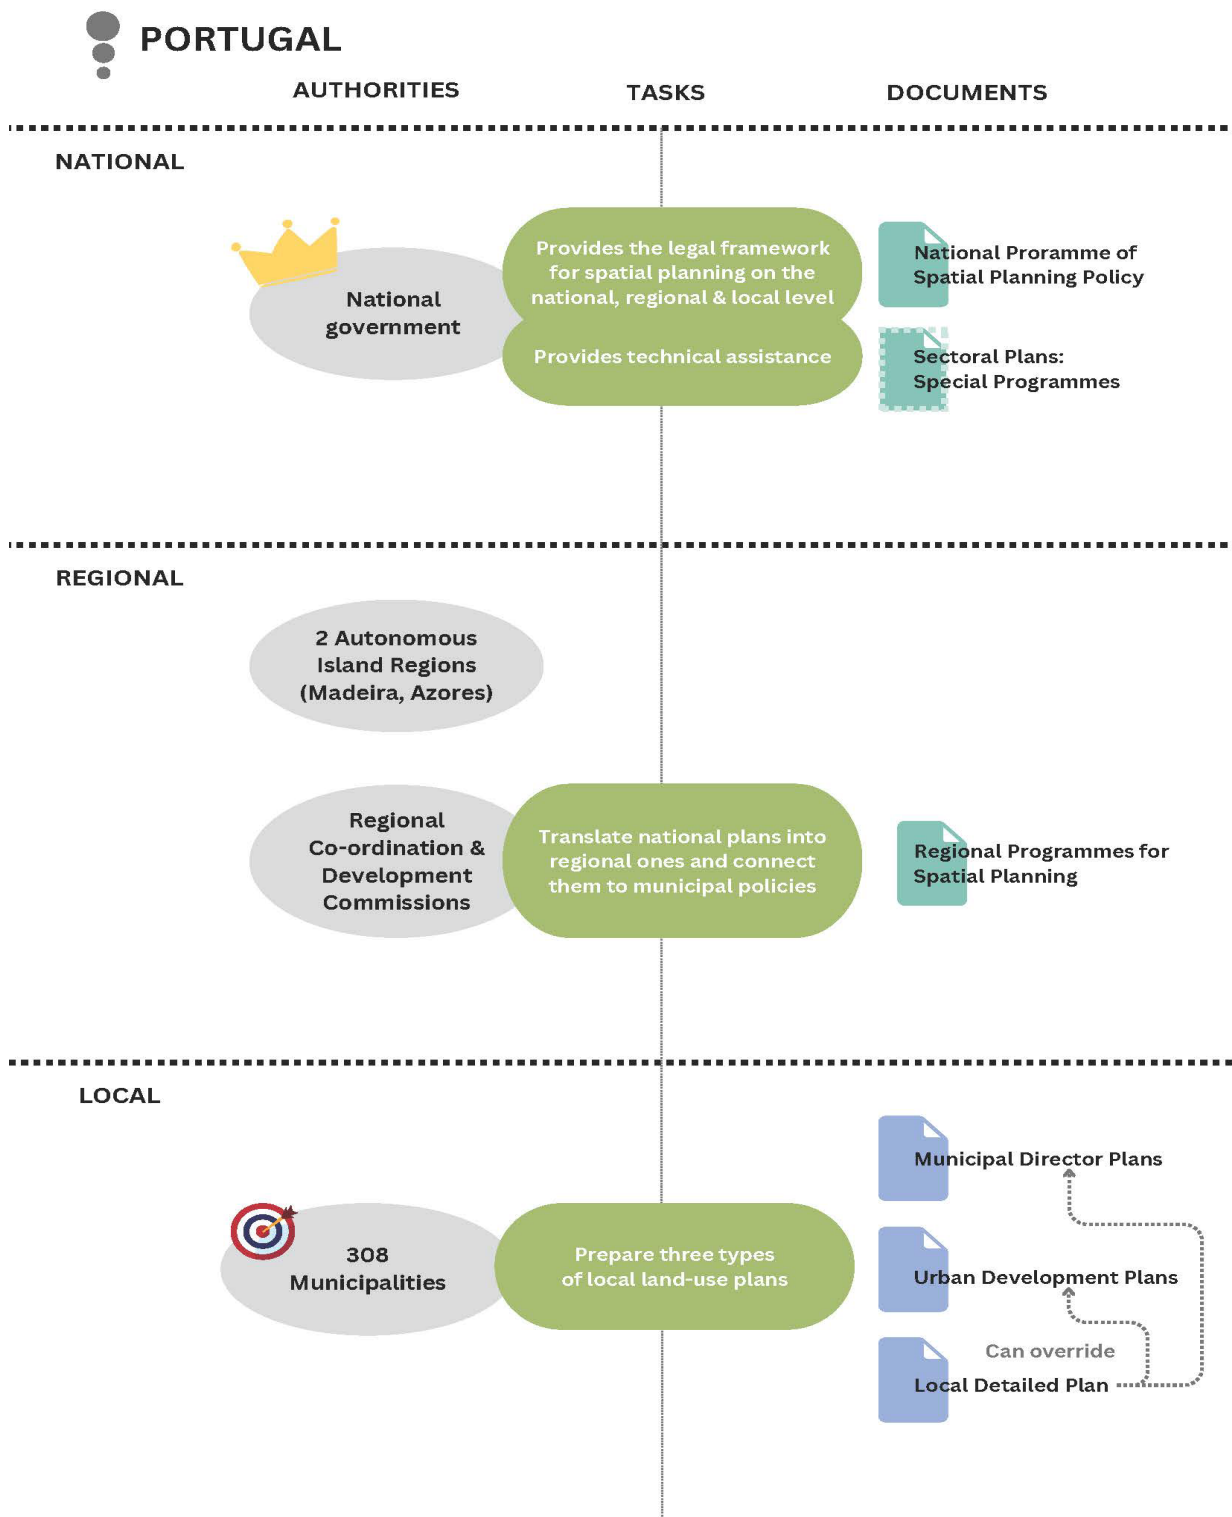 PORTUGAL
AUTHORITIES
TASKS
DOCUMENTS
NATIONAL
National
government
Provides the legal framework
for spatial planning on the
national, regional & local level
Provides technical assistance
National Proramme of
Spatial Planning Policy
Sectoral Plans:
Special Programmes
REGIONAL
2 Autonomous
Island Regions
(Madeira, Azores)
Regional
Co-ordination &
Development
Commissions
Translate national plans into
regional ones and connect
them to municipal policies
Regional Programmes for
Spatial Planning
LOCAL
308
Municipalities
Prepare three types
of local land-use plans
Municipal Director Plans
Urban Development Plans
Can override
Local Detailed Plan